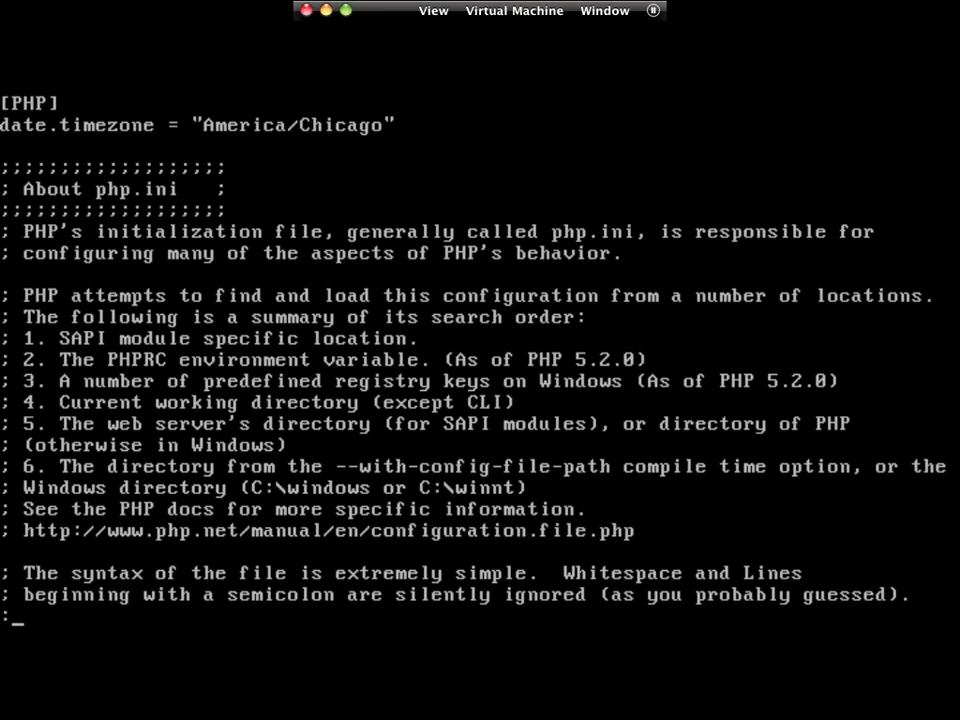 View Virtual Machine Window
[PHP]
date.timezone = "America/Chicago"
;;;;;;;;;;;;;;;;;;;
; About php.ini   ;
;;;;;;;;;;;;;;;;;;;
; PHP's initialization file, generally called php.ini, is responsible for
; configuring many of the aspects of PHP's behavior.
; PHP attempts to find and load this configuration from a number of locations.
; The following is a summary of its search order:
; 1. SAPI module specific location.
; 2. The PHPRC environment variable. (As of PHP 5.2.0)
; 3. A number of predefined registry keys on Windows (As of PHP 5.2.0)
; 4. Current working directory (except CLI)
; 5. The web server's directory (for SAPI modules), or directory of PHP
; (otherwise in Windows)
; 6. The directory from the --with-config-file-path compile time option, or the
; Windows directory (C:\windows or C:\winnt)
; See the PHP docs for more specific information.
; http://www.php.net/manual/en/configuration.file.php
; The syntax of the file is extremely simple.  Whitespace and Lines
; beginning with a semicolon are silently ignored (as you probably guessed).
:_